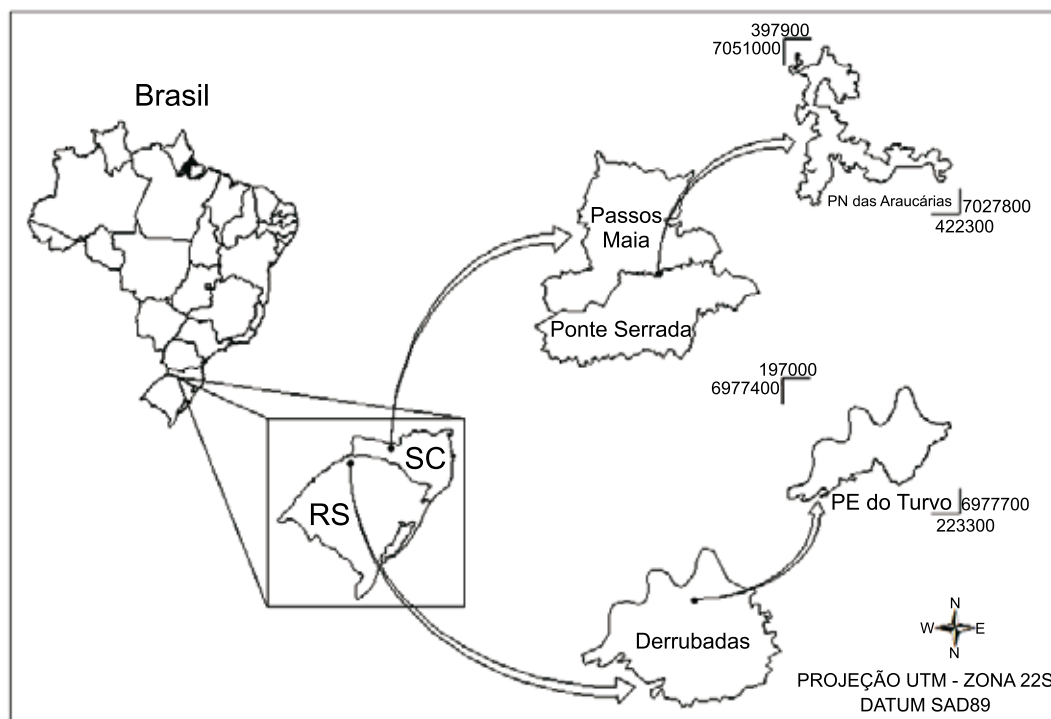 Brasil
397900
7051000
PN das Araucárias
7027800
422300
Passos
Maia
Ponte Serrada
197000
6977400
PE do Turvo
6977700
223300
SC
RS
Derrubadas
N
W
E
N
PROJEÇÃO UTM - ZONA 22S
DATUM SAD89